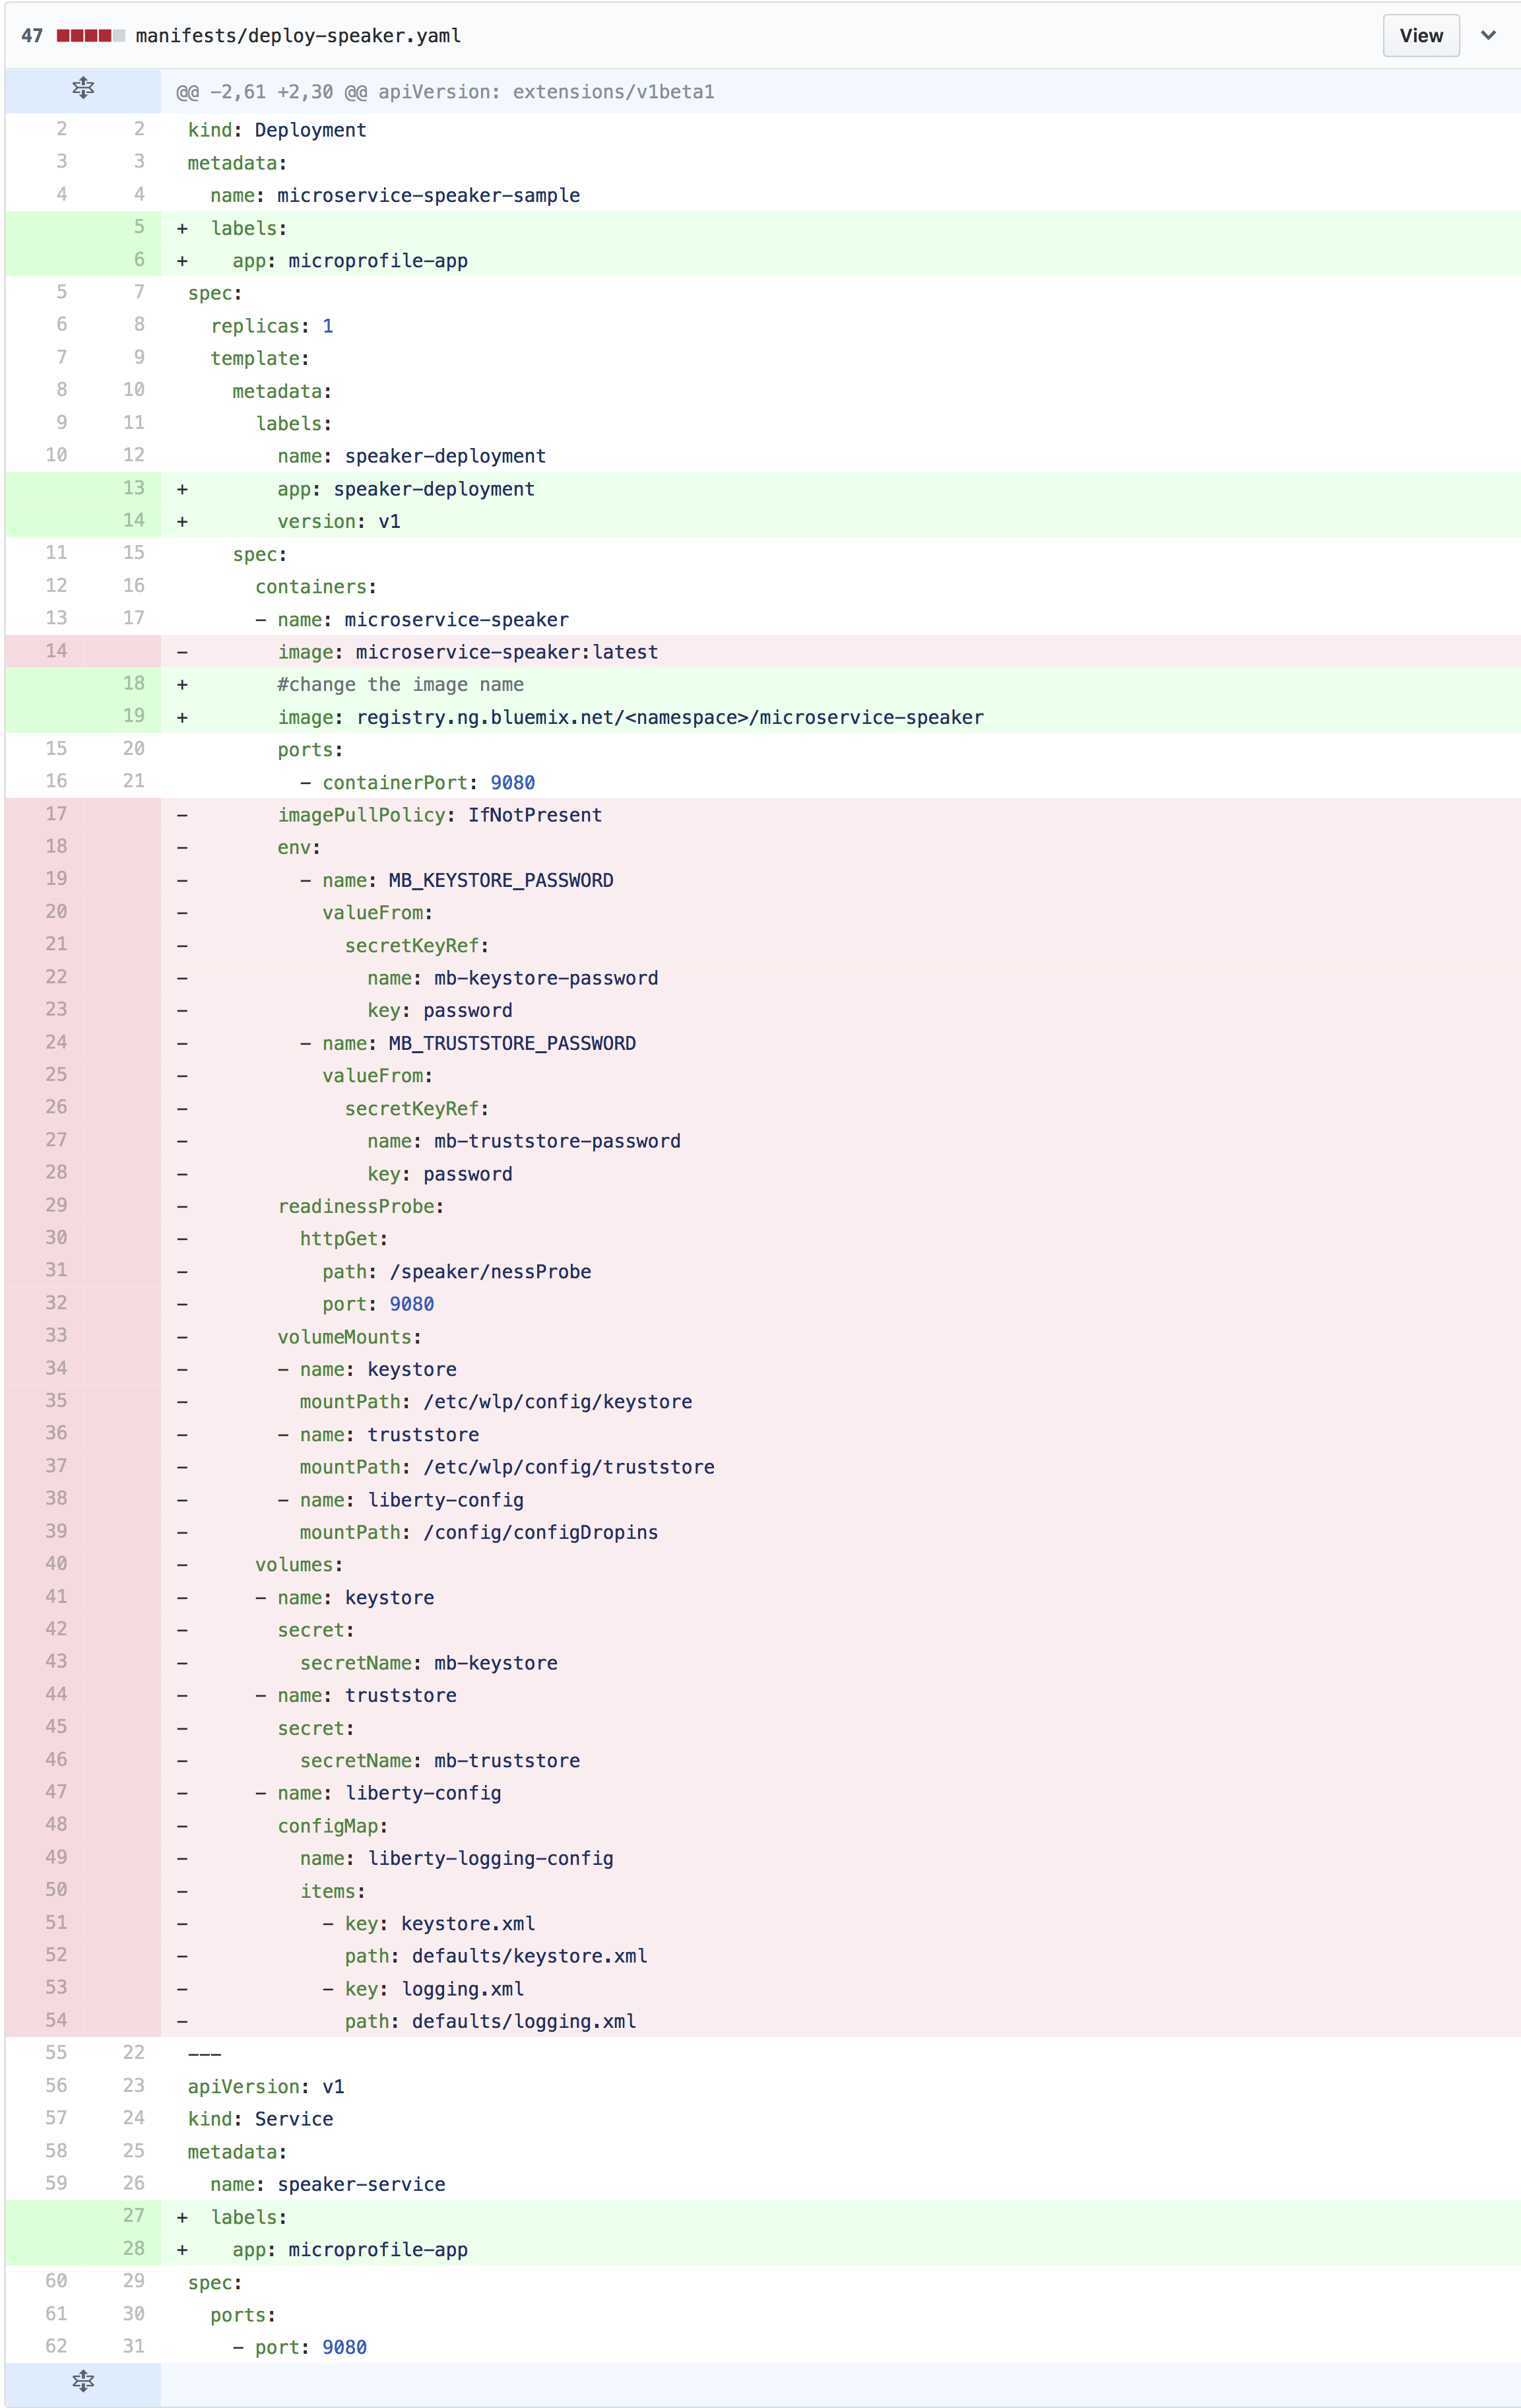 47 manifests/deploy-speaker.yaml View
@@ -2,61 +2,30 @@ apiVersion: extensions/v1beta1
2 2 kind: Deployment
3 3 metadata:
4 4   name: microservice-speaker-sample
5 +  labels:
6 +    app: microprofile-app
5 7 spec:
6 8   replicas: 1
7 9   template:
8 10     metadata:
9 11       labels:
10 12         name: speaker-deployment
13 +        app: speaker-deployment
14 +        version: v1
11 15     spec:
12 16       containers:
13 17       - name: microservice-speaker
14 -        image: microservice-speaker:latest
18 +        #change the image name
19 +        image: registry.ng.bluemix.net/<namespace>/microservice-speaker
15 20         ports:
16 21           - containerPort: 9080
17 -        imagePullPolicy: IfNotPresent
18 -        env:
19 -          - name: MB_KEYSTORE_PASSWORD
20 -            valueFrom:
21 -              secretKeyRef:
22 -                name: mb-keystore-password
23 -                key: password
24 -          - name: MB_TRUSTSTORE_PASSWORD
25 -            valueFrom:
26 -              secretKeyRef:
27 -                name: mb-truststore-password
28 -                key: password
29 -        readinessProbe:
30 -          httpGet:
31 -            path: /speaker/nessProbe
32 -            port: 9080
33 -        volumeMounts:
34 -        - name: keystore
35 -          mountPath: /etc/wlp/config/keystore
36 -        - name: truststore
37 -          mountPath: /etc/wlp/config/truststore
38 -        - name: liberty-config
39 -          mountPath: /config/configDropins
40 -      volumes:
41 -      - name: keystore
42 -        secret:
43 -          secretName: mb-keystore
44 -      - name: truststore
45 -        secret:
46 -          secretName: mb-truststore
47 -      - name: liberty-config
48 -        configMap:
49 -          name: liberty-logging-config
50 -          items:
51 -            - key: keystore.xml
52 -              path: defaults/keystore.xml
53 -            - key: logging.xml
54 -              path: defaults/logging.xml
55 22 ---
56 23 apiVersion: v1
57 24 kind: Service
58 25 metadata:
59 26   name: speaker-service
27 +  labels:
28 +    app: microprofile-app
60 29 spec:
61 30   ports:
62 31     - port: 9080